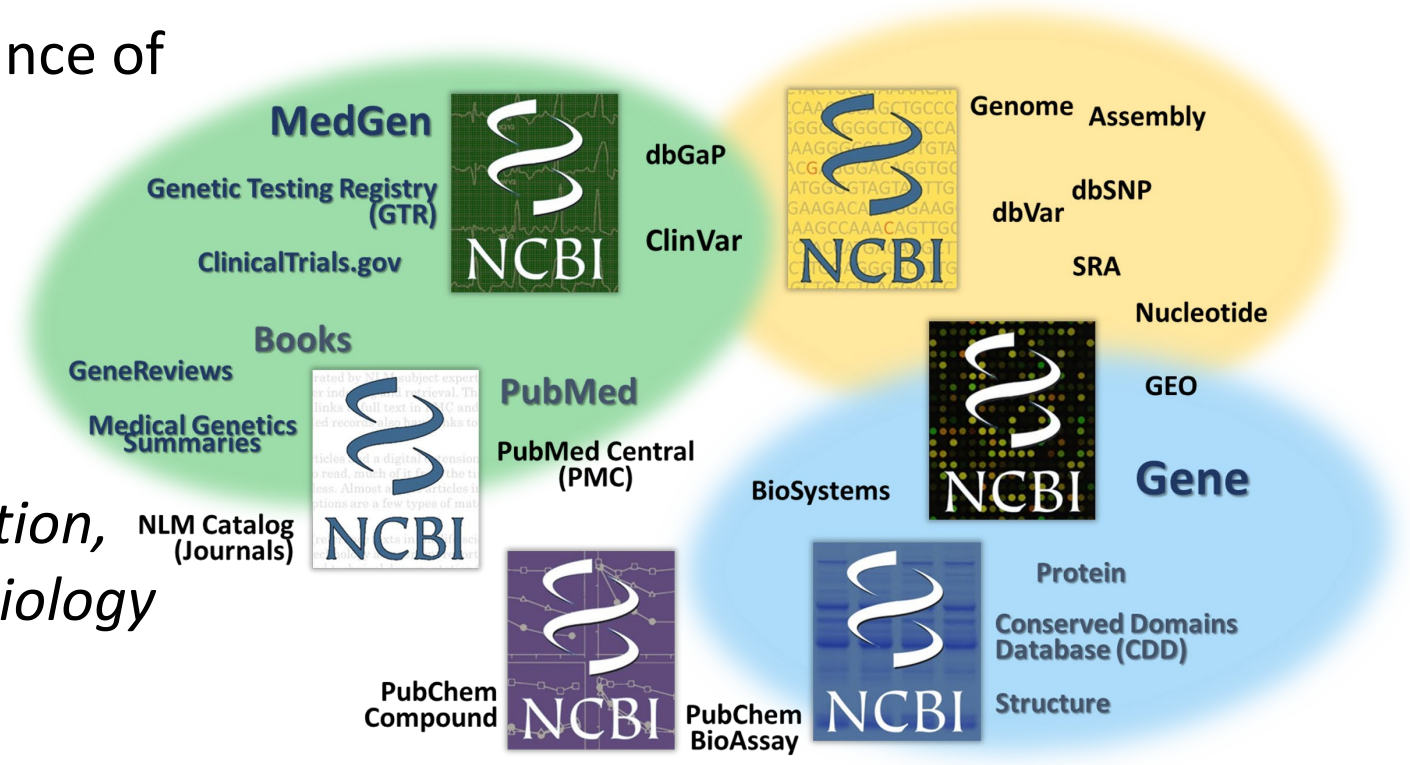 nce of
MedGen
Genetic Testing Registry
(GTR)
ClinicalTrials.gov
NCBI
dbGaP
ClinVar
NCBI
Genome
Assembly
dbSNP
dbVar
SRA
Nucleotide
Books
GeneReviews
Medical Genetics
Summaries
NLM Catalog
(Journals)
NCBI
PubMed
PubMed Central
(PMC)
NCBI
GEO
Gene
BioSystems
tion,
iology
PubChem
Compound
NCBI
PubChem
BioAssay
NCBI
Protein
Conserved Domains
Database (CDD)
Structure